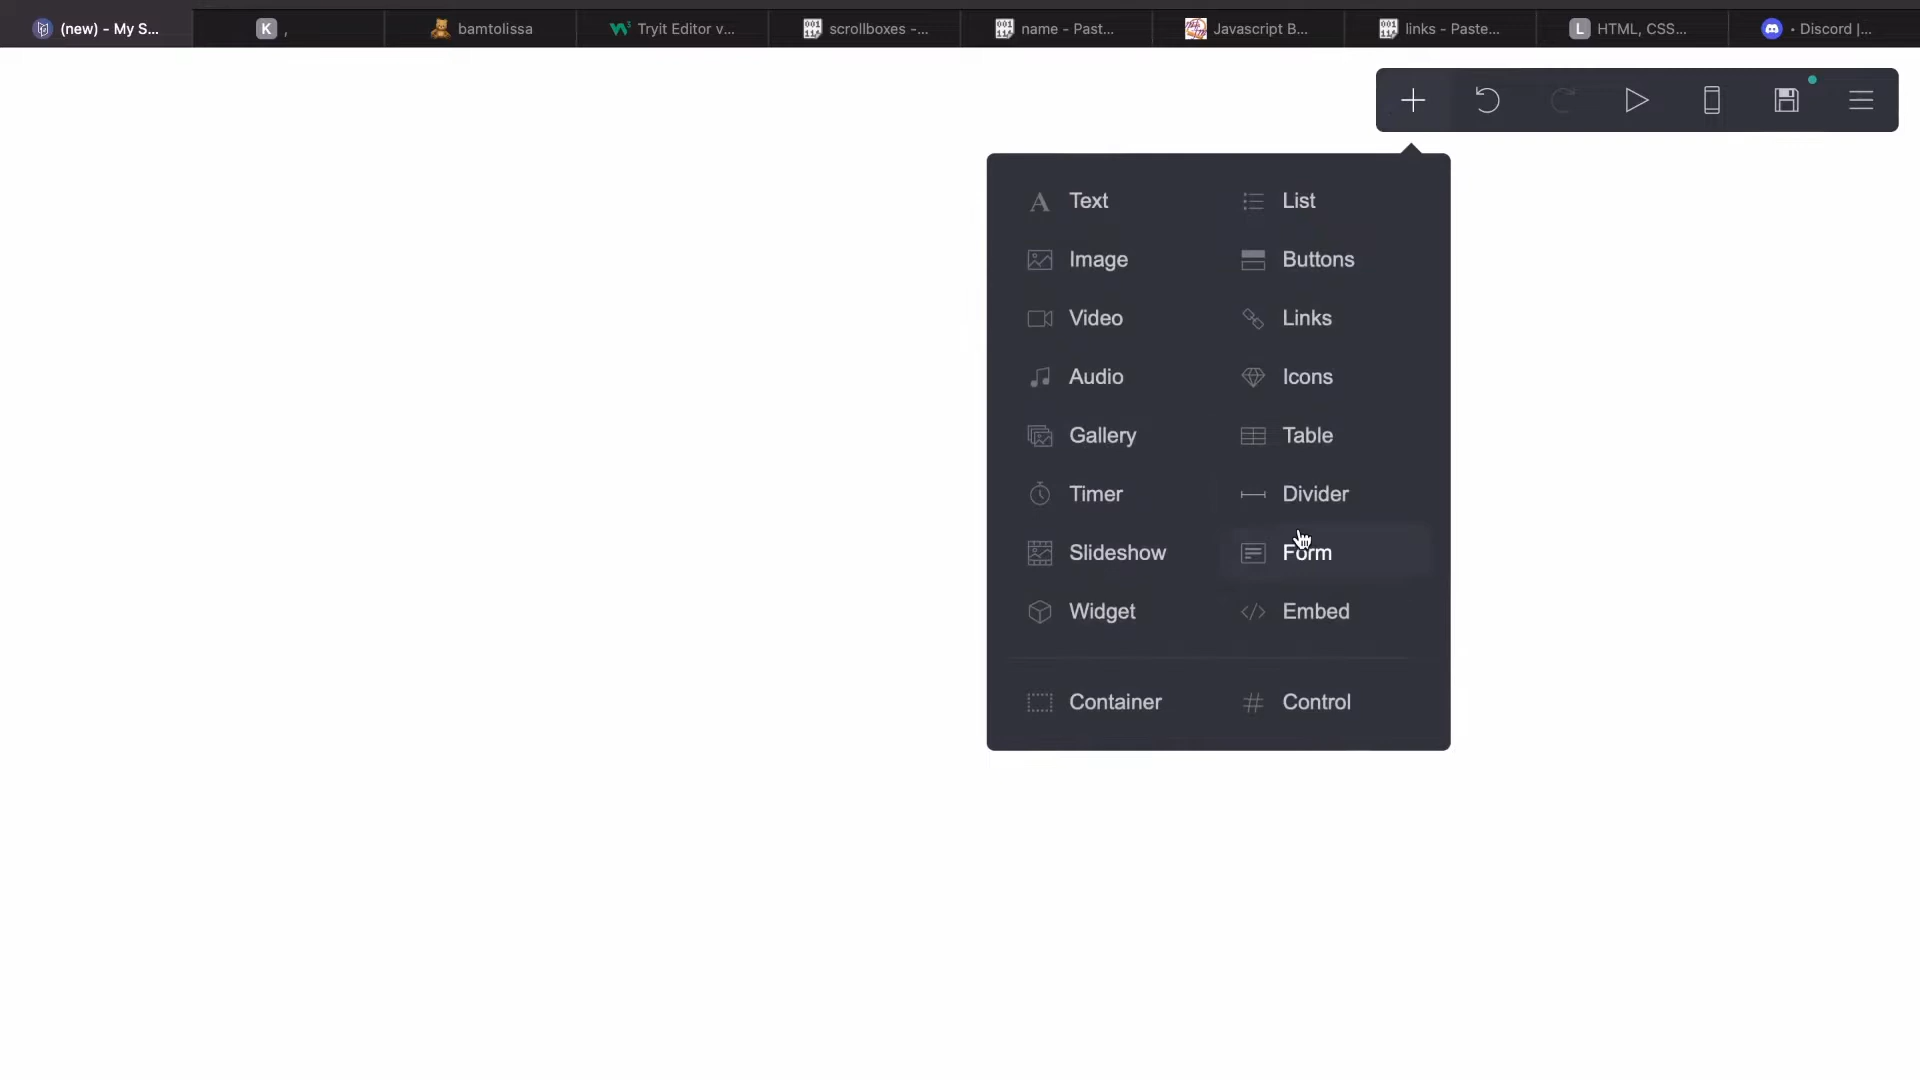 (new) - My S...
K ,
bamtolissa
Tryit Editor v...
scrollboxes -...
name - Past...
Javascript B...
links - Paste...
L HTML, CSS...
• Discord |...
Text
List
Image
Buttons
Video
Links
Audio
Icons
Gallery
Table
Timer
Divider
Slideshow
Form
Widget
Embed
Container
Control